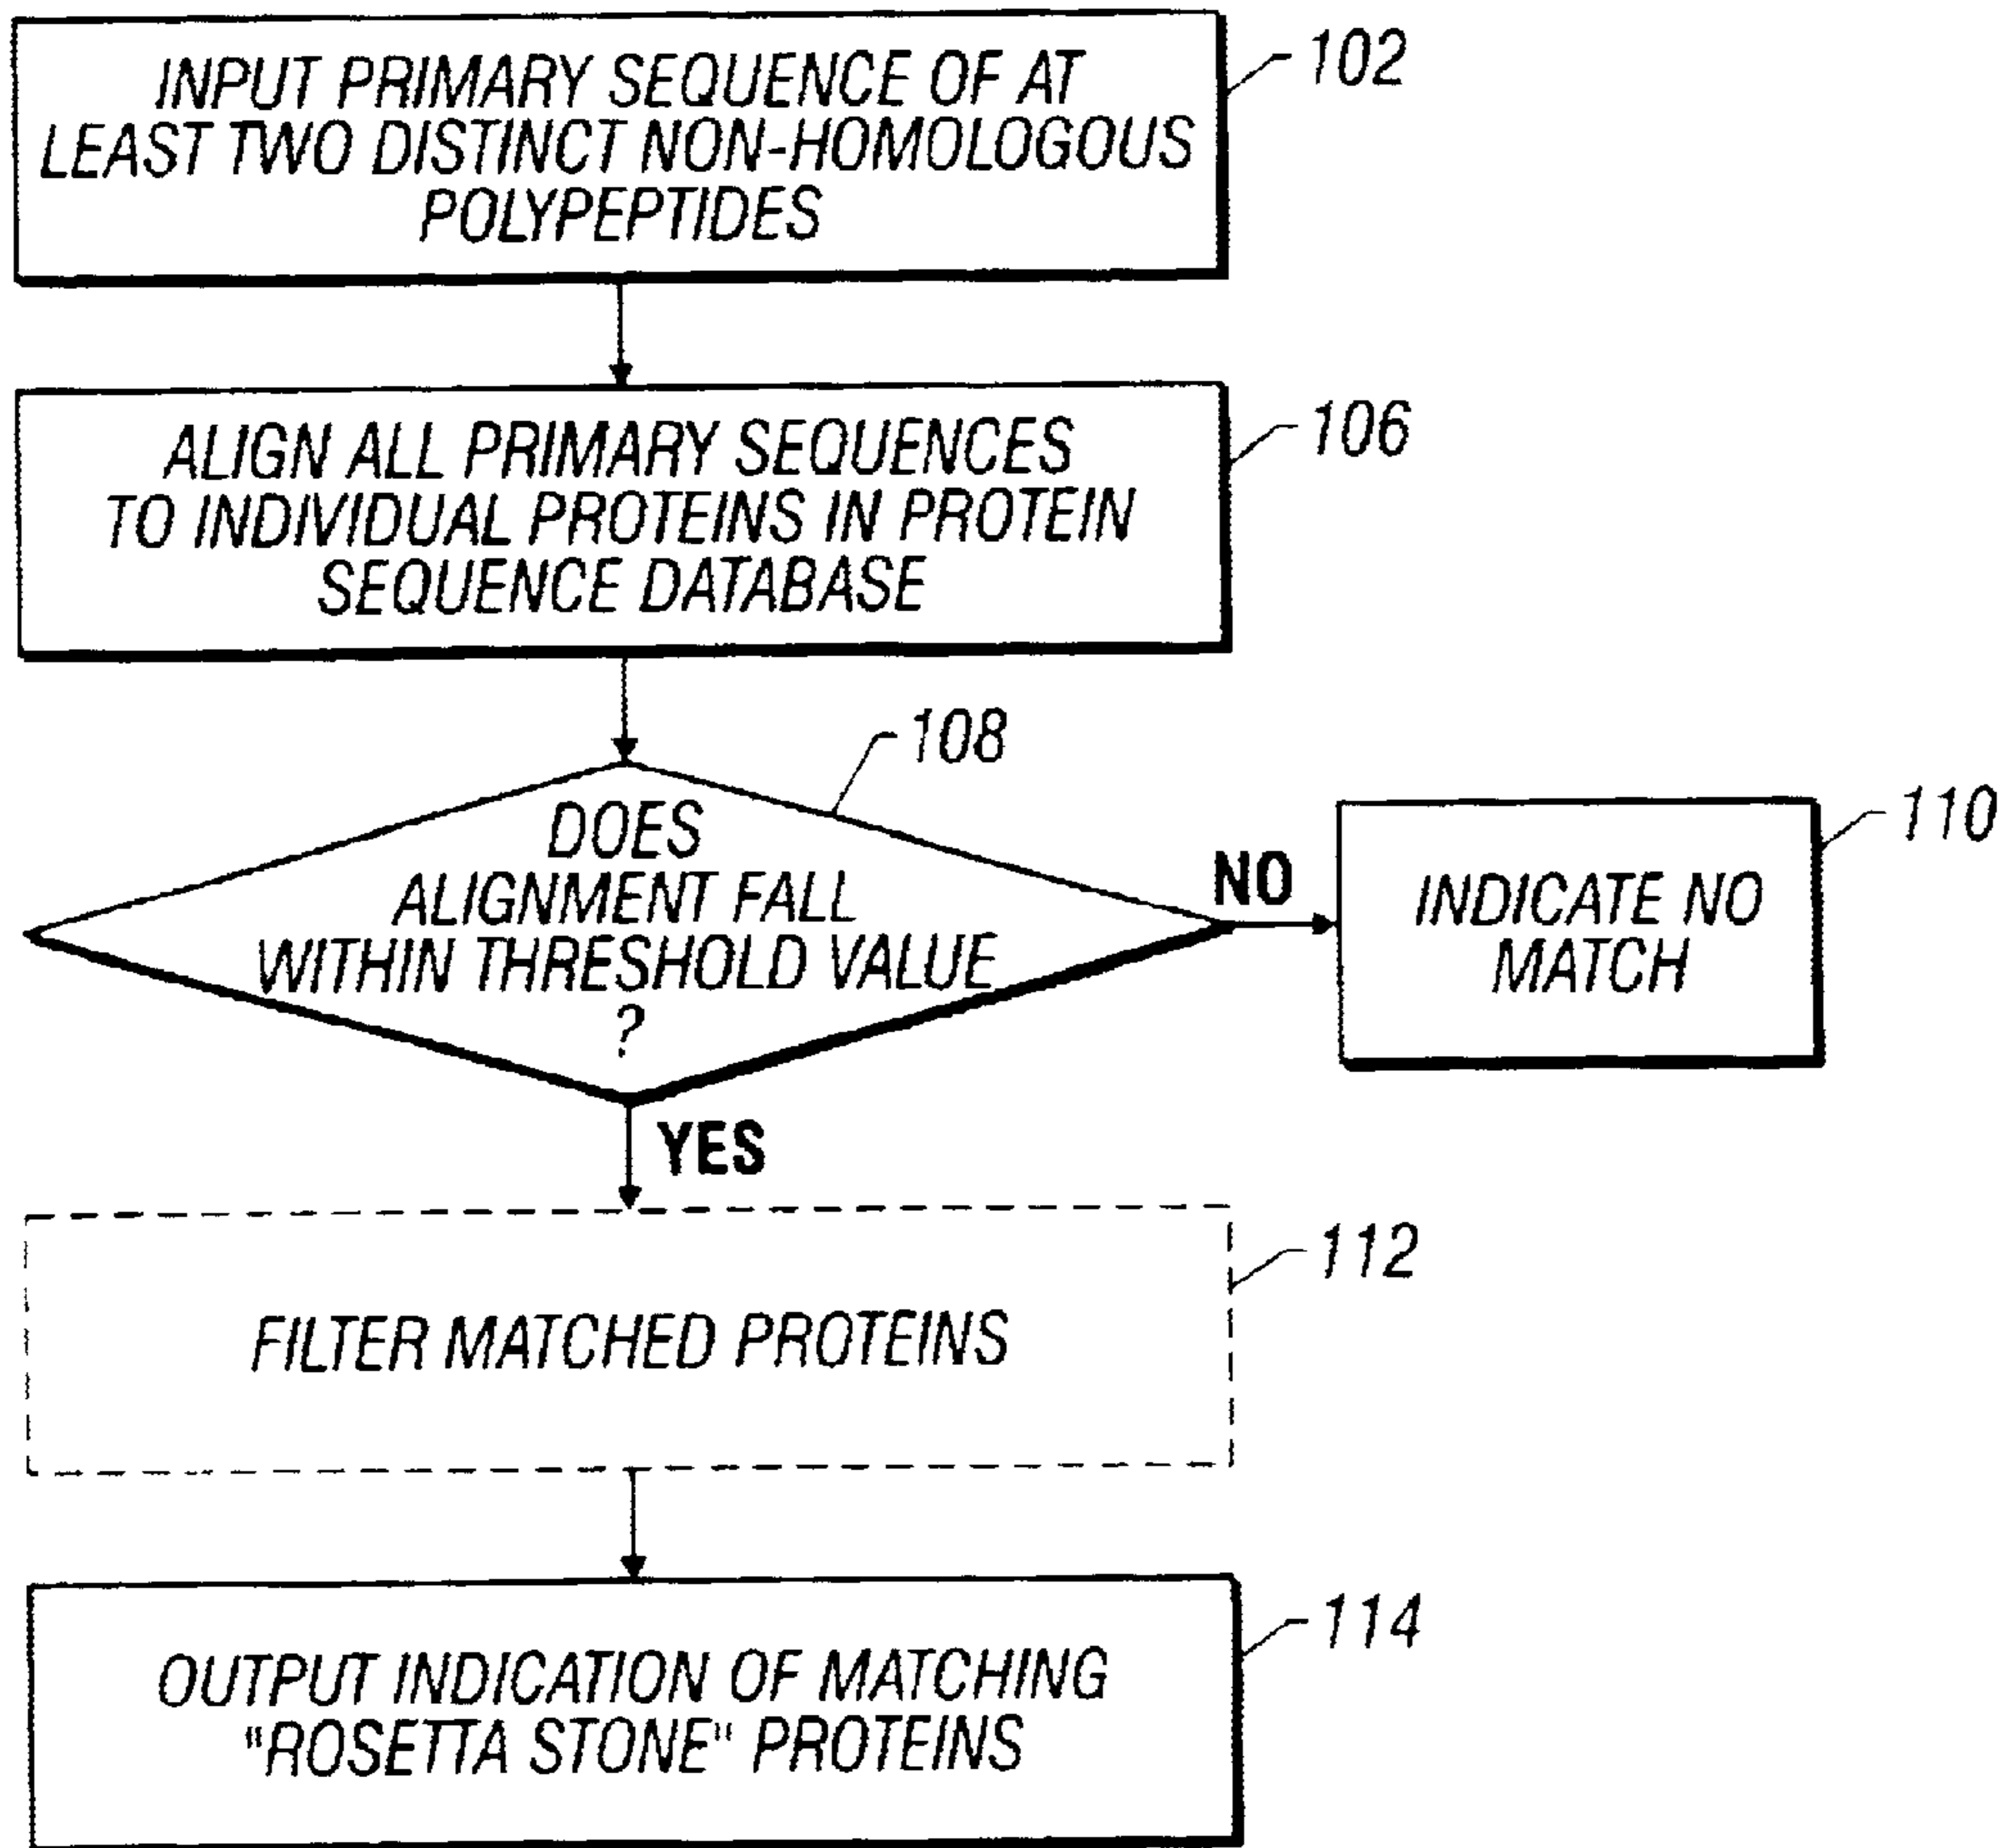 INPUT PRIMARY SEQUENCE OF AT
LEAST TWO DISTINCT NON-HOMOLOGOUS
POLYPEPTIDES
102
ALIGN ALL PRIMARY SEQUENCES
TO INDIVIDUAL PROTEINS IN PROTEIN
SEQUENCE DATABASE
106
108
DOES
ALIGNMENT FALL
WITHIN THRESHOLD VALUE
?
NO
INDICATE NO
MATCH
110
YES
FILTER MATCHED PROTEINS
112
OUTPUT INDICATION OF MATCHING
"ROSETTA STONE" PROTEINS
114